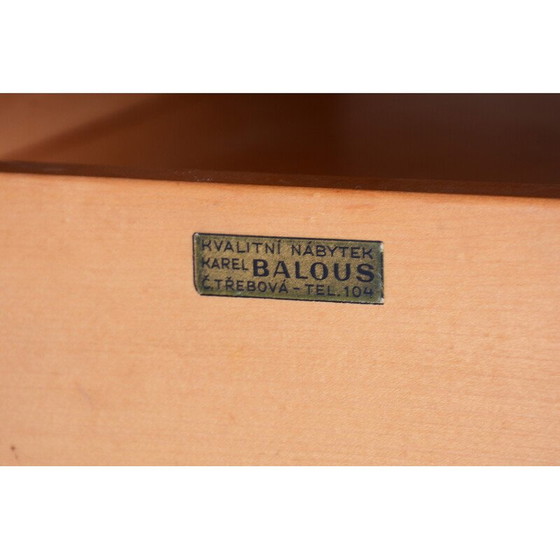 KVALITNÍ NÁBYTEK
KAREL BALOUS
Č.TŘEBOVÁ - TEL. 104